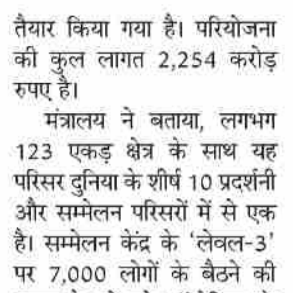 तैयार किया गया है। परियोजना
की कुल लागत 2,254 करोड़
रुपए है।
मंत्रालय ने बताया, लगभग
123 एकड़ क्षेत्र के साथ यह
परिसर दुनिया के शीर्ष 10 प्रदर्शनी
और सम्मेलन परिसरों में से एक
है। सम्मेलन केंद्र के ‘लेवल-3’
पर 7,000 लोगों के बैठने की